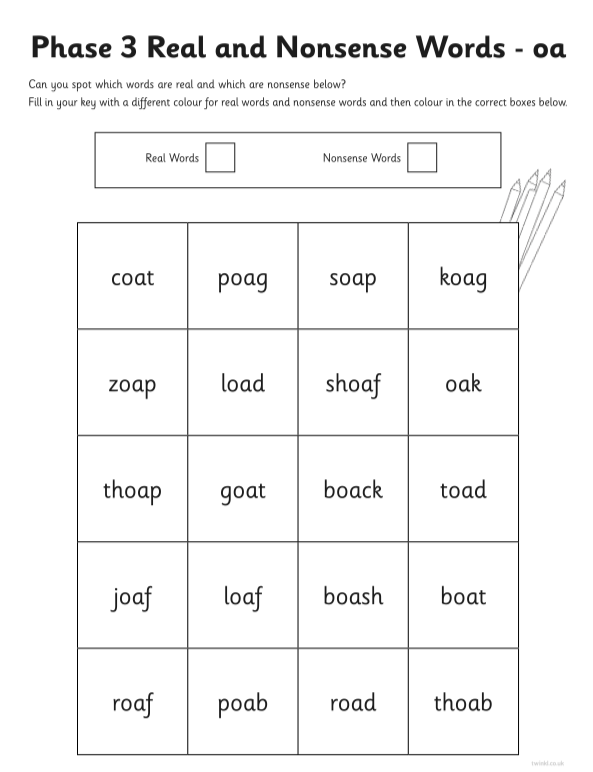 Phase 3 Real and Nonsense Words - oa
Can you spot which words are real and which are nonsense below?
Fill in your key with a different colour for real words and nonsense words and then colour in the correct boxes below.
Real Words Nonsense Words
coat poag soap koag
zoap load shoaf oak
thoap goat boack toad
joaf loaf boash boat
roaf poab road thoab
twinkl.co.uk